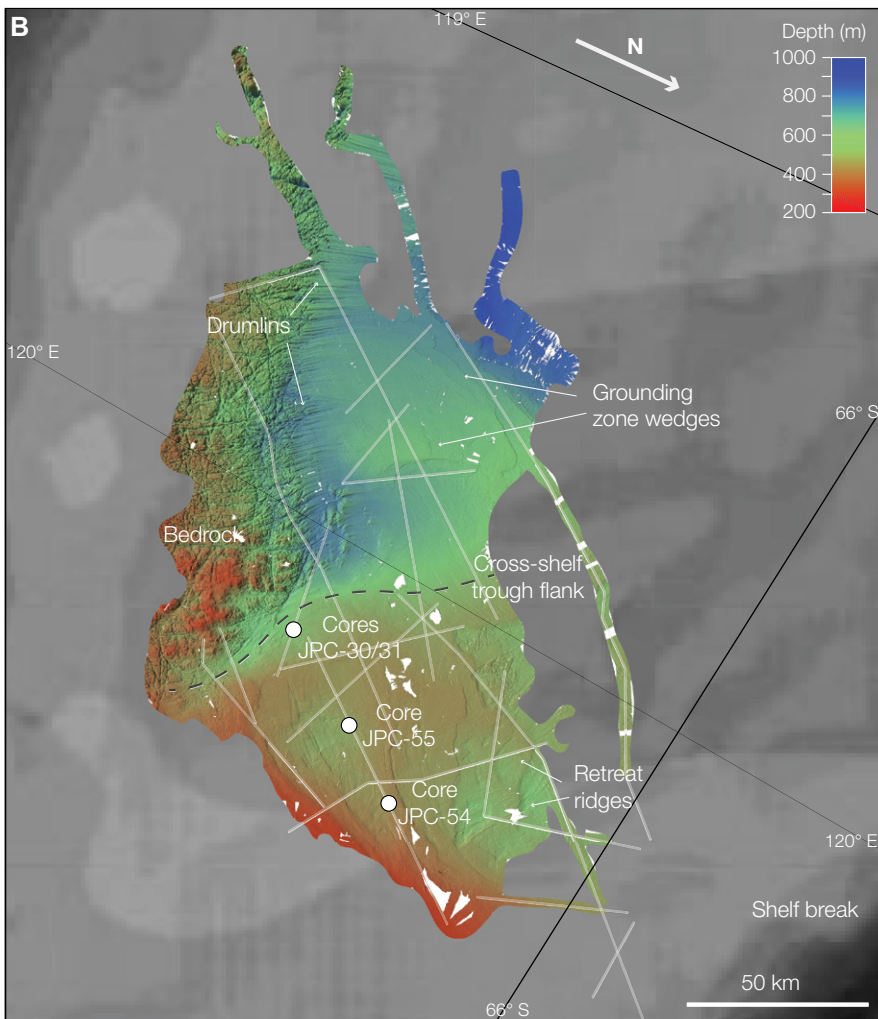 B
119° E
N
Depth (m)
1000
800
600
400
200
Drumlins
120° E
Grounding
zone wedges
66° S
Bedrock
Cross-shelf
trough flank
Cores
JPC-30/31
Core
JPC-55
Retreat
ridges
Core
JPC-54
120° E
Shelf break
50 km
66° S